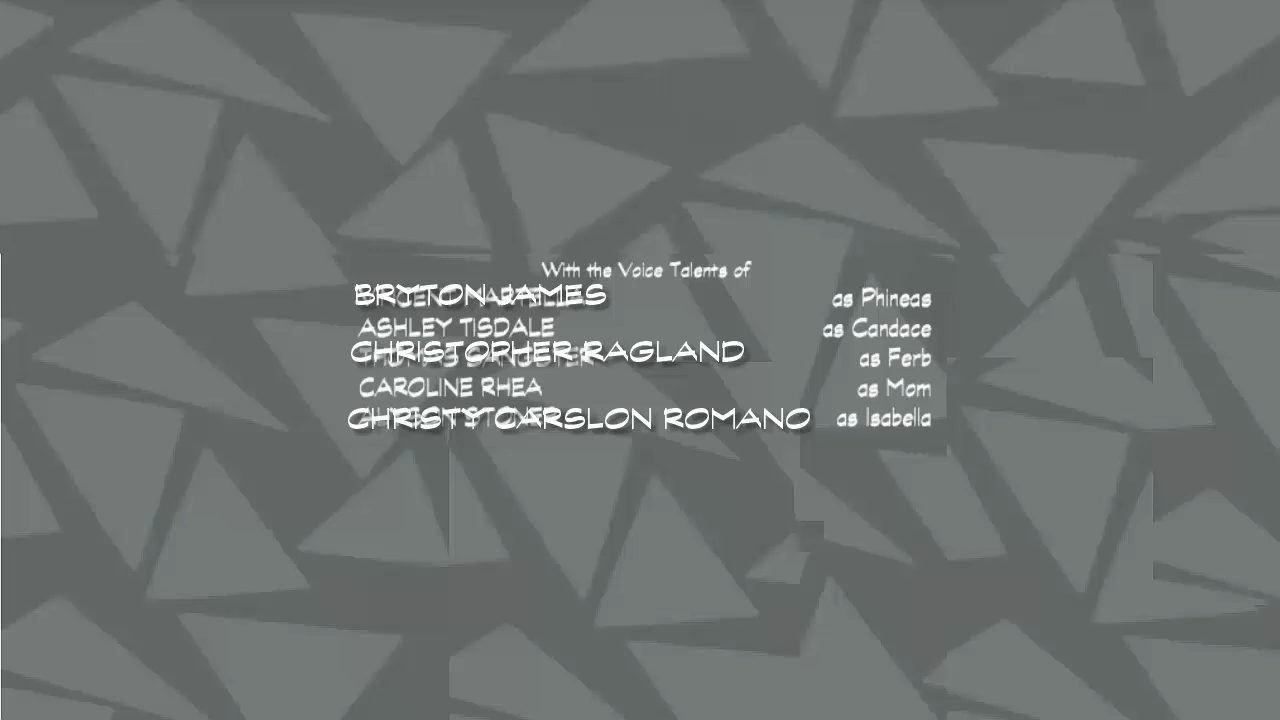 With the Voice Talents of
BRYTON JAMES as Phineas
ASHLEY TISDALE as Candace
CHRISTOPHER RAGLAND as Ferb
CAROLINE RHEA as Mom
CHRISTY CARSLON ROMANO as Isabella